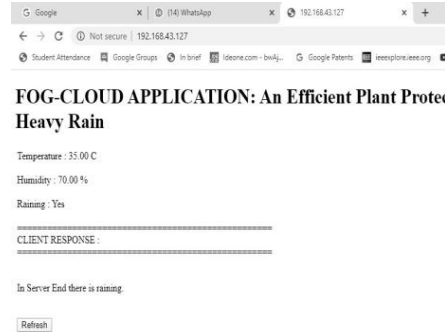 Google
(14) WhatsApp
192.168.43.127
Not secure | 192.168.43.127
Student Attendance
Google Groups
In brief
Ideone.com - bwAj...
Google Patents
ieeexplore.ieee.org
FOG-CLOUD APPLICATION: An Efficient Plant Protec
Heavy Rain
Temperature : 35.00 C
Humidity : 70.00 %
Raining : Yes
==========================================
CLIENT RESPONSE :
==========================================
In Server End there is raining.
Refresh